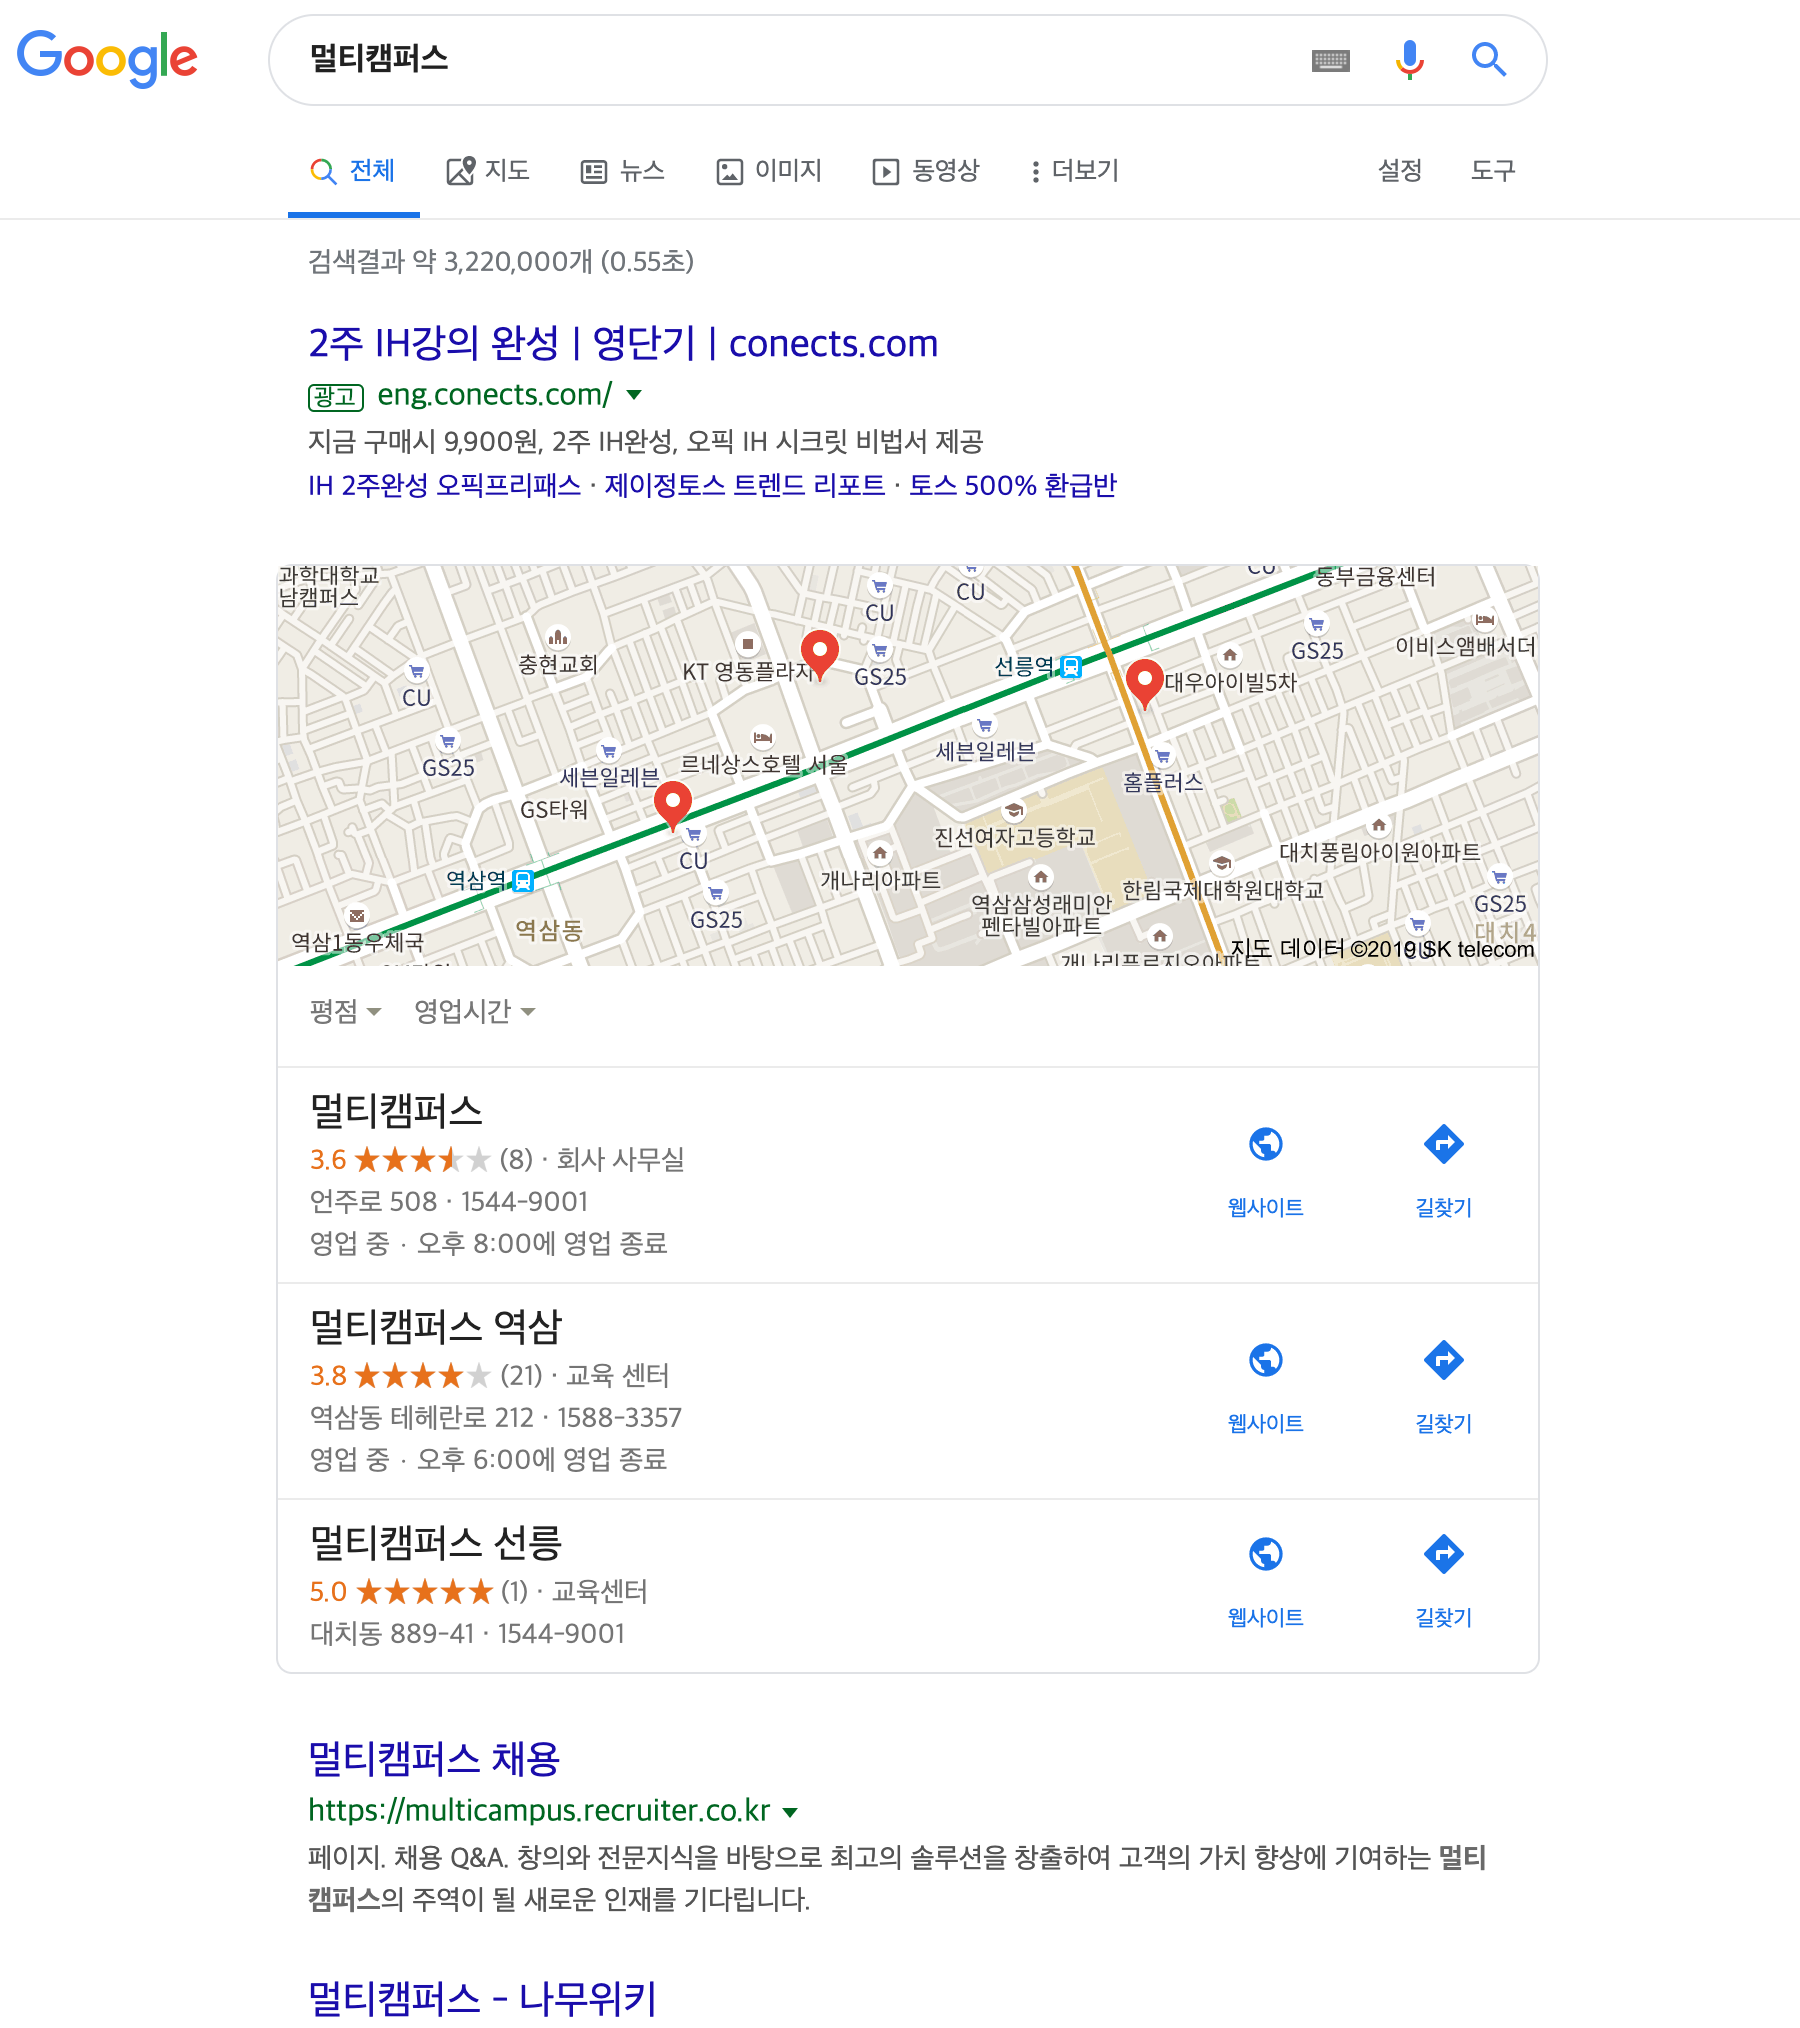 Google
멀티캠퍼스
전체 지도 뉴스 이미지 동영상 더보기 설정 도구
검색결과 약 3,220,000개 (0.55초)
2주 IH강의 완성 | 영단기 | conects.com
광고 eng.conects.com/
지금 구매시 9,900원, 2주 IH완성, 오픽 IH 시크릿 비법서 제공
IH 2주완성 오픽프리패스 · 제이정토스 트렌드 리포트 · 토스 500% 환급반
과학대학교
남캠퍼스
CU
동부금융센터
CU
CU
GS25
이비스앰배서더
충현교회
KT 영동플라자
GS25
선릉역
대우아이빌5차
CU
GS25
세븐일레븐
르네상스호텔 서울
세븐일레븐
홈플러스
GS타워
진선여자고등학교
CU
대치풍림아이원아파트
역삼역
개나리아파트
한림국제대학원대학교
GS25
역삼삼성래미안
펜타빌아파트
GS25
역삼동
대치4
역삼1동우체국
CU
개나리푸르지오아파트
지도 데이터 ©2019 SK telecom
평점 영업시간
멀티캠퍼스
3.6 (8) · 회사 사무실
언주로 508 · 1544-9001
영업 중 · 오후 8:00에 영업 종료
웹사이트 길찾기
멀티캠퍼스 역삼
3.8 (21) · 교육 센터
역삼동 테헤란로 212 · 1588-3357
영업 중 · 오후 6:00에 영업 종료
웹사이트 길찾기
멀티캠퍼스 선릉
5.0 (1) · 교육센터
대치동 889-41 · 1544-9001
웹사이트 길찾기
멀티캠퍼스 채용
https://multicampus.recruiter.co.kr
페이지. 채용 Q&A. 창의와 전문지식을 바탕으로 최고의 솔루션을 창출하여 고객의 가치 향상에 기여하는 멀티
캠퍼스의 주역이 될 새로운 인재를 기다립니다.
멀티캠퍼스 - 나무위키